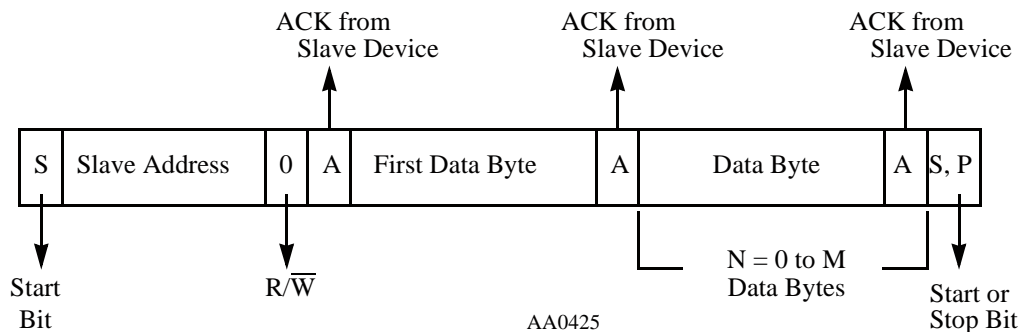 ACK from
Slave Device
ACK from
Slave Device
ACK from
Slave Device
S
Slave Address
0
A
First Data Byte
A
Data Byte
A
S, P
Start
Bit
R/W̅
N = 0 to M
Data Bytes
Start or
Stop Bit
AA0425